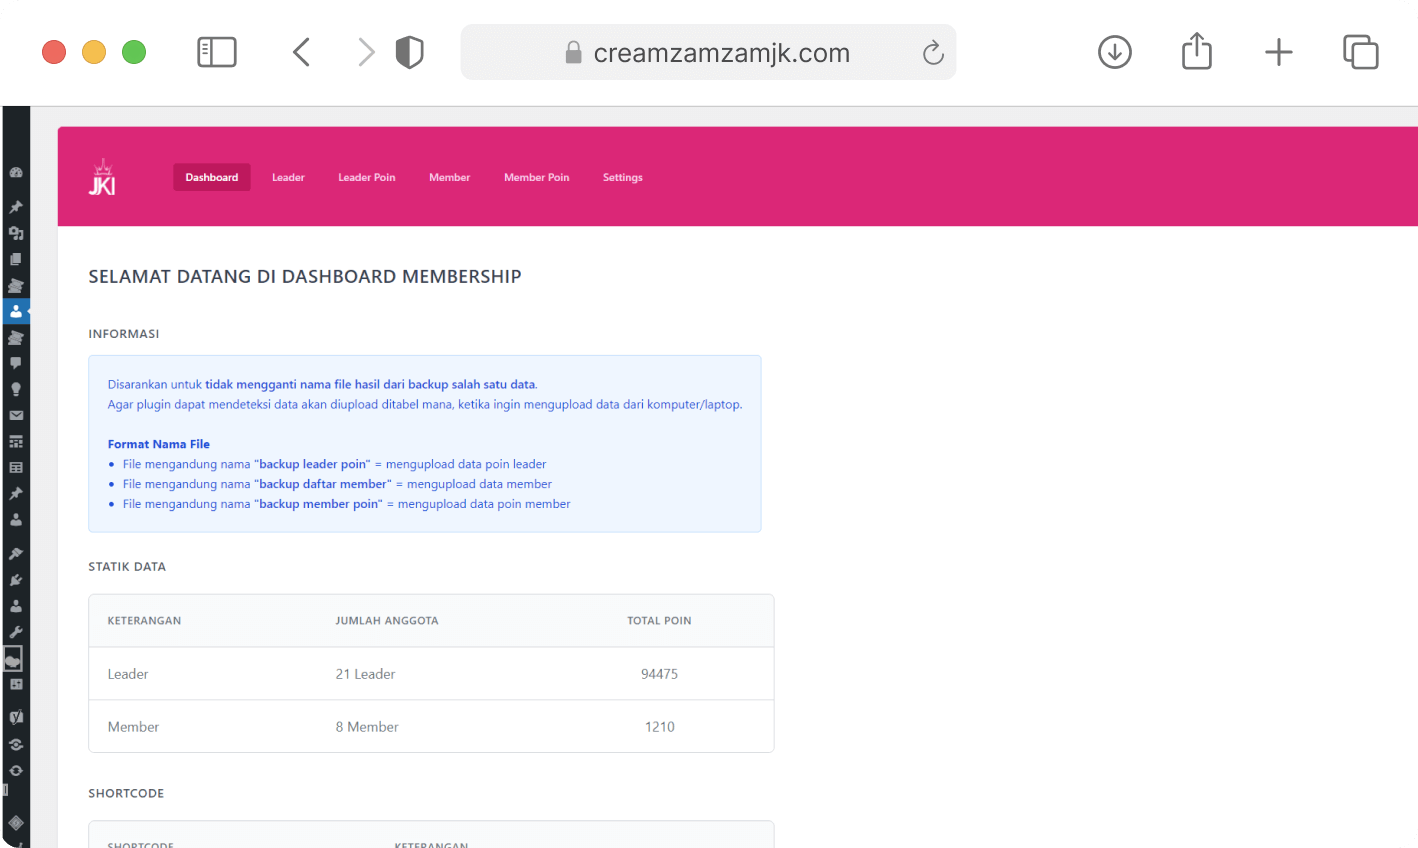 creamzamzamjk.com
JKI
Dashboard
Leader
Leader Poin
Member
Member Poin
Settings
SELAMAT DATANG DI DASHBOARD MEMBERSHIP
INFORMASI
Disarankan untuk tidak mengganti nama file hasil dari backup salah satu data.
Agar plugin dapat mendeteksi data akan diupload ditabel mana, ketika ingin mengupload data dari komputer/laptop.
Format Nama File
• File mengandung nama "backup leader poin" = mengupload data poin leader
• File mengandung nama "backup daftar member" = mengupload data member
• File mengandung nama "backup member poin" = mengupload data poin member
STATIK DATA
KETERANGAN JUMLAH ANGGOTA TOTAL POIN
Leader 21 Leader 94475
Member 8 Member 1210
SHORTCODE
SHORTCODE KETERANGAN